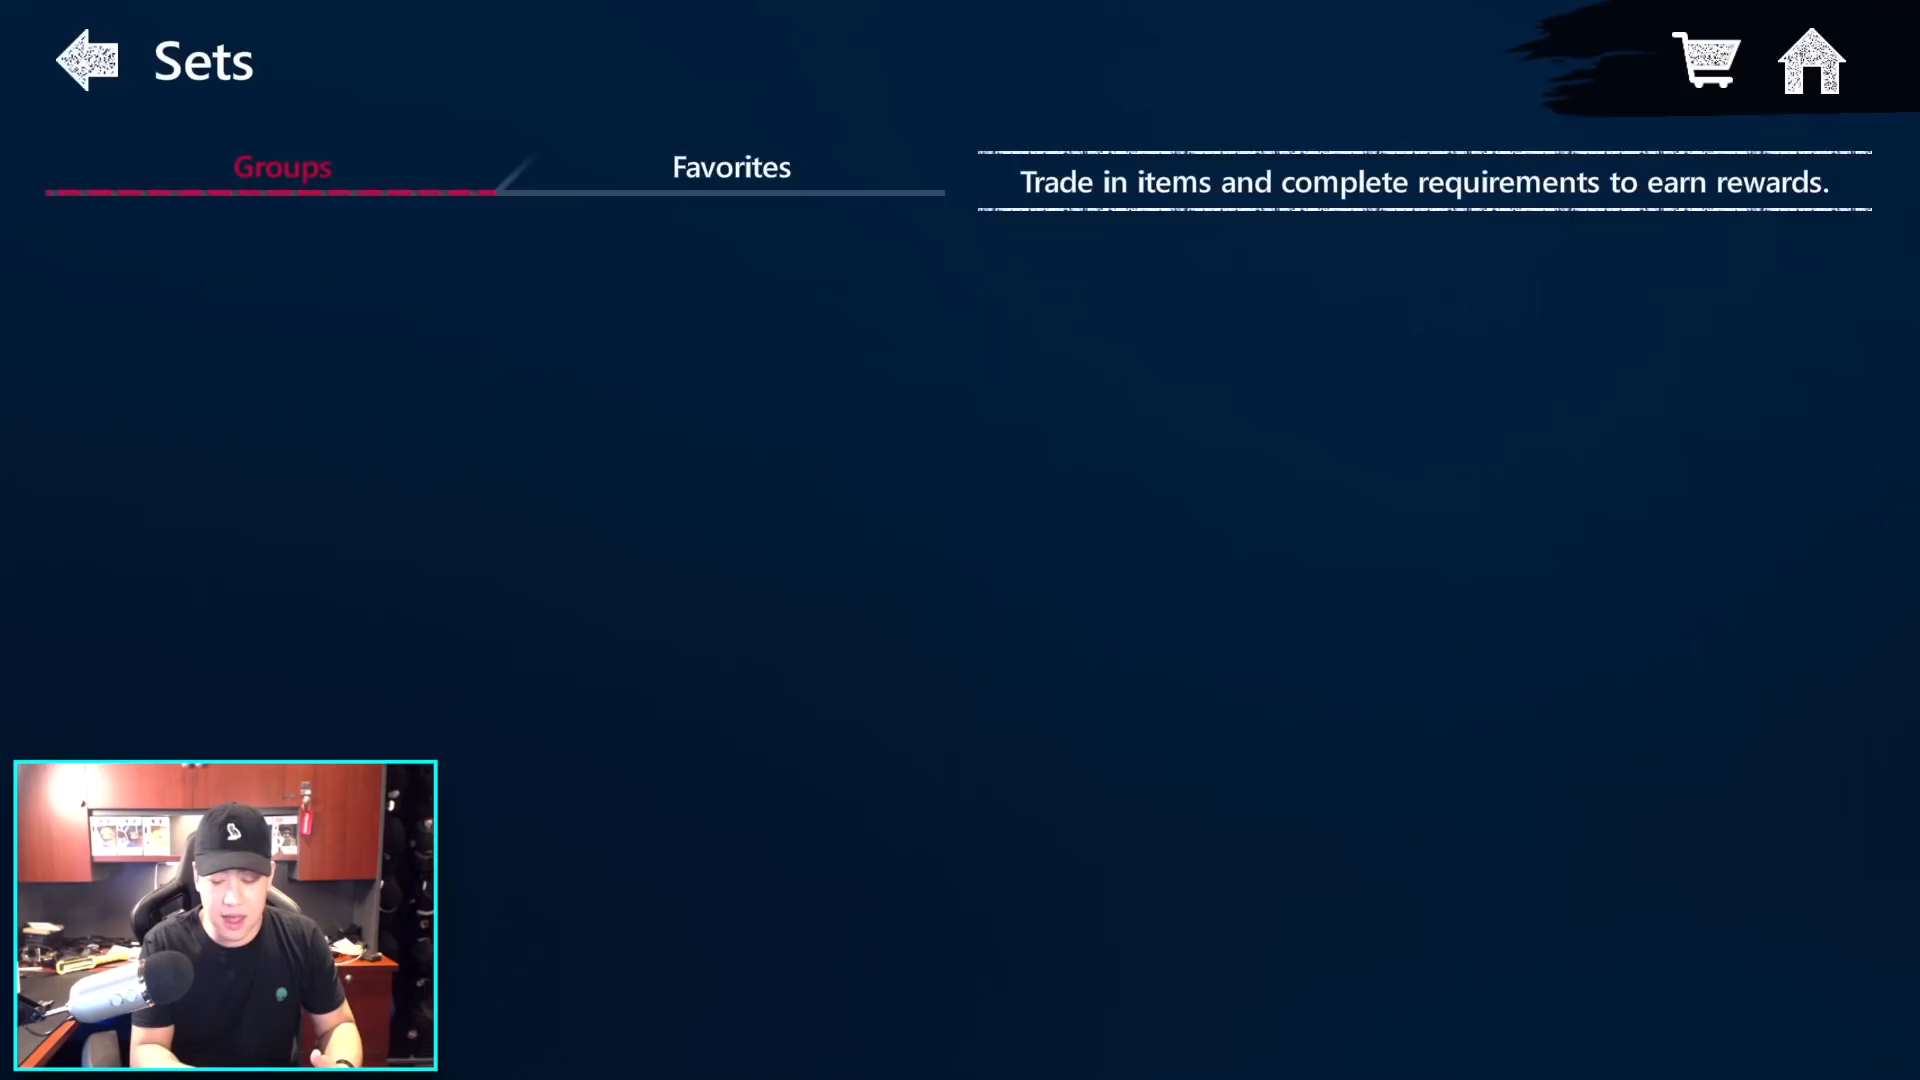 Sets
Groups
Favorites
Trade in items and complete requirements to earn rewards.